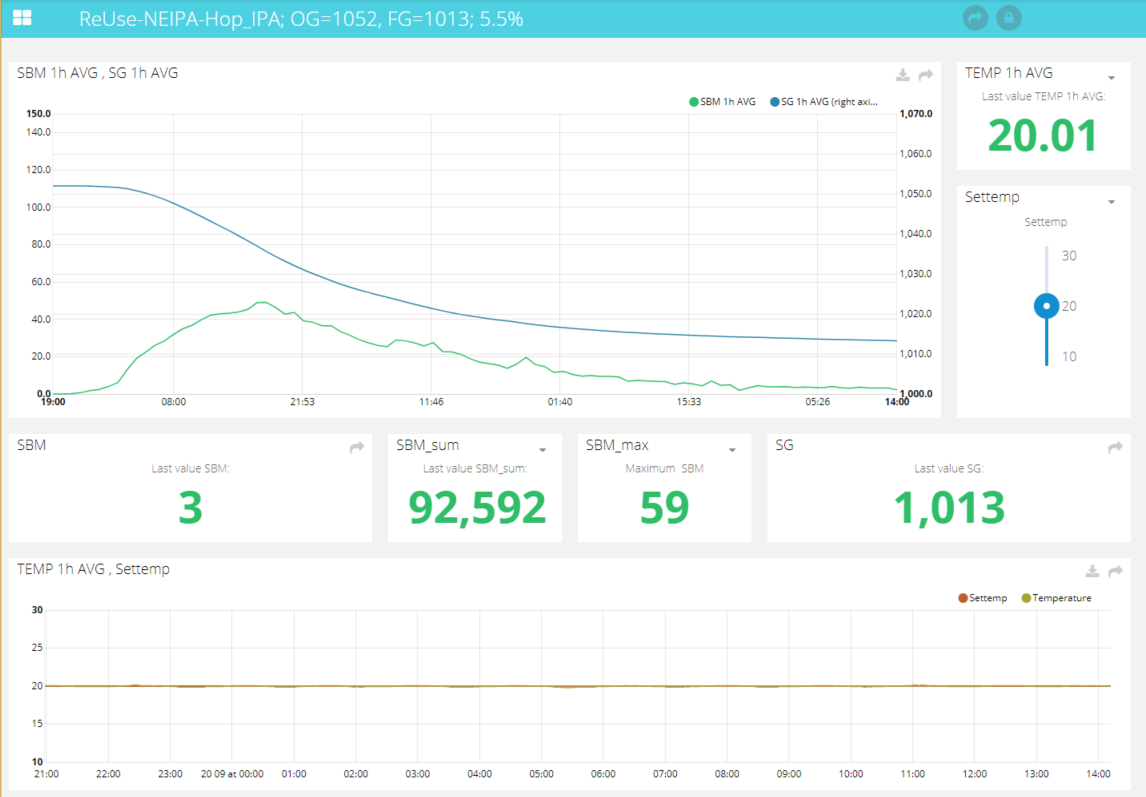 ReUse-NEIPA-Hop_IPA; OG=1052, FG=1013; 5.5%
SBM 1h AVG , SG 1h AVG
SBM 1h AVG SG 1h AVG (right axi...
150.0
140.0
120.0
100.0
80.0
60.0
40.0
20.0
0.0
1,070.0
1,060.0
1,050.0
1,040.0
1,030.0
1,020.0
1,010.0
1,000.0
19:00 08:00 21:53 11:46 01:40 15:33 05:26 14:00
TEMP 1h AVG
Last value TEMP 1h AVG:
20.01
Settemp
Settemp
30
20
10
SBM
Last value SBM:
3
SBM_sum
Last value SBM_sum:
92,592
SBM_max
Maximum SBM
59
SG
Last value SG:
1,013
TEMP 1h AVG , Settemp
Settemp Temperature
30
25
20
15
10
21:00 22:00 23:00 20 09 at 00:00 01:00 02:00 03:00 04:00 05:00 06:00 07:00 08:00 09:00 10:00 11:00 12:00 13:00 14:00